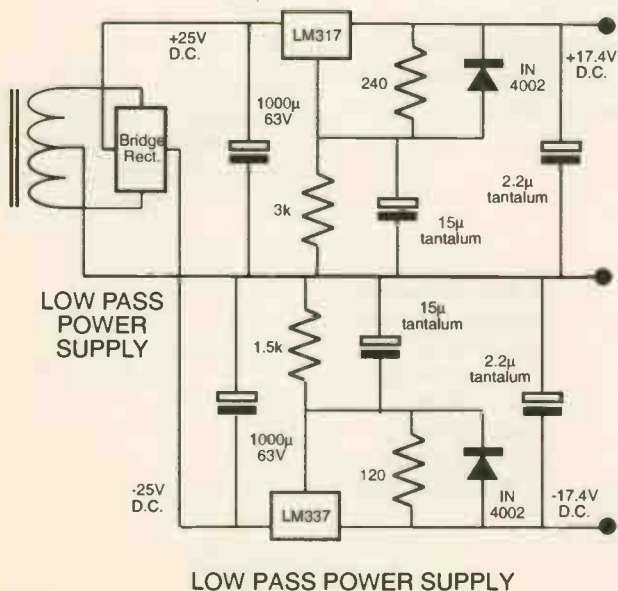 LM317
+25V
D.C.
+17.4V
D.C.
IN
4002
240
1000µ
63V
Bridge
Rect.
2.2µ
tantalum
3k
15µ
tantalum
LOW PASS
POWER
SUPPLY
15µ
tantalum
1.5k
2.2µ
tantalum
1000µ
63V
120
IN
4002
-25V
D.C.
LM337
-17.4V
D.C.
LOW PASS POWER SUPPLY